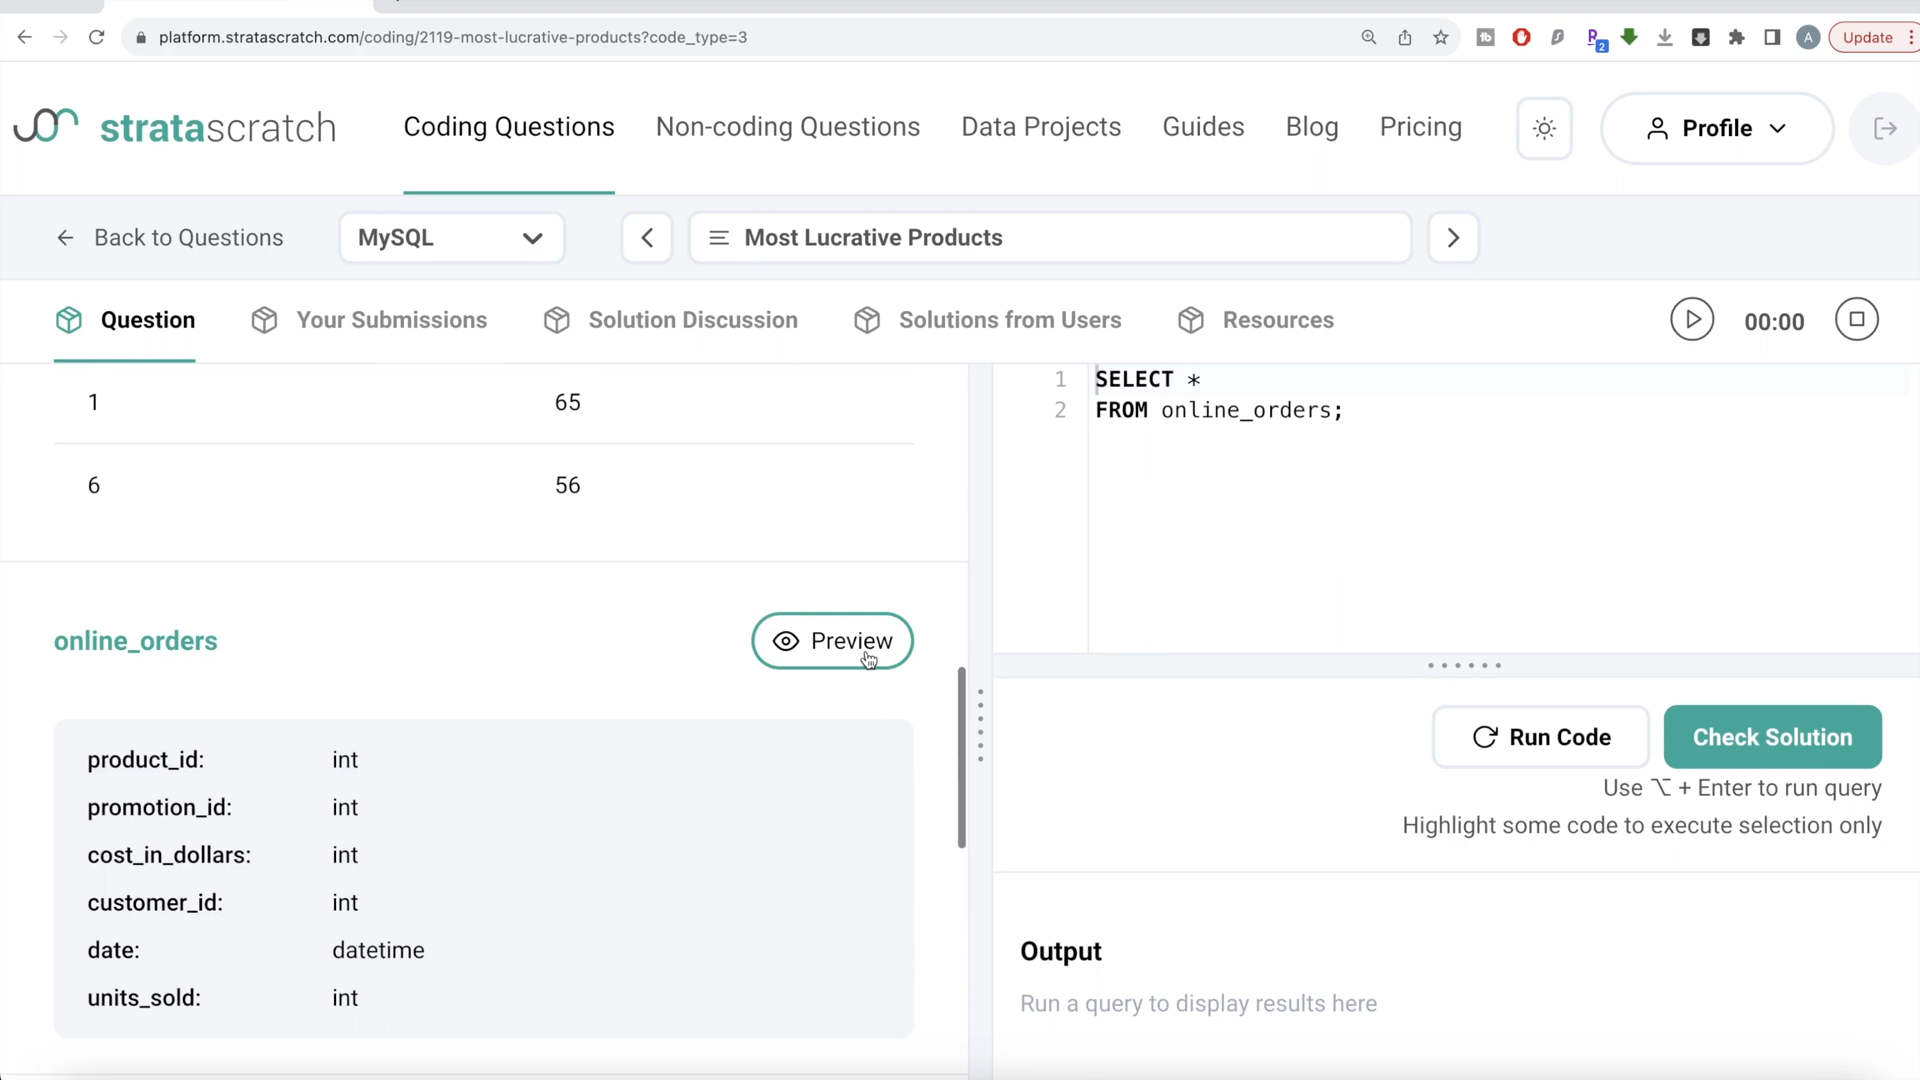 platform.stratascratch.com/coding/2119-most-lucrative-products?code_type=3
2
A
Update
stratascratch
Coding Questions
Non-coding Questions
Data Projects
Guides
Blog
Pricing
Profile
Back to Questions
MySQL
Most Lucrative Products
Question
Your Submissions
Solution Discussion
Solutions from Users
Resources
00:00
1 65
6 56
online_orders
Preview
product_id: int
promotion_id: int
cost_in_dollars: int
customer_id: int
date: datetime
units_sold: int
1 SELECT *
2 FROM online_orders;
Run Code
Check Solution
Use ⌥ + Enter to run query
Highlight some code to execute selection only
Output
Run a query to display results here